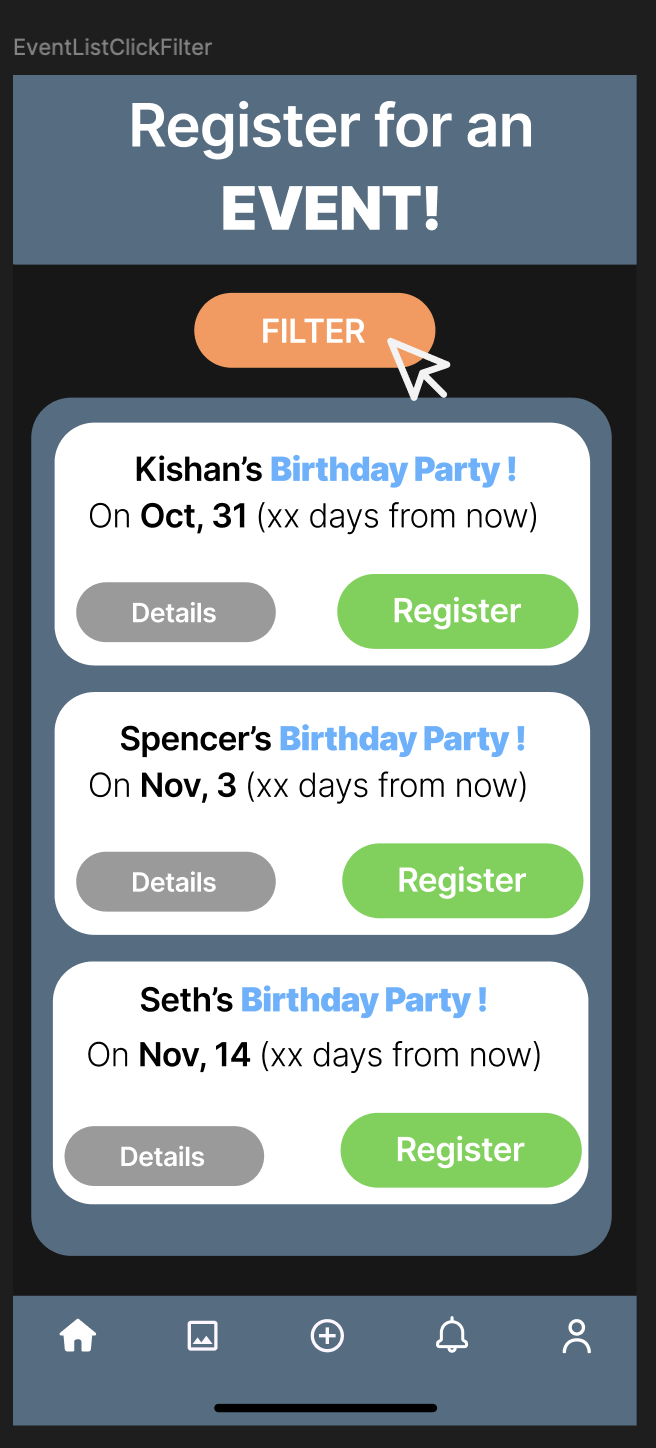 EventListClickFilter
Register for an
EVENT!
FILTER
Kishan’s Birthday Party !
On Oct, 31 (xx days from now)
Details
Register
Spencer’s Birthday Party !
On Nov, 3 (xx days from now)
Details
Register
Seth’s Birthday Party !
On Nov, 14 (xx days from now)
Details
Register